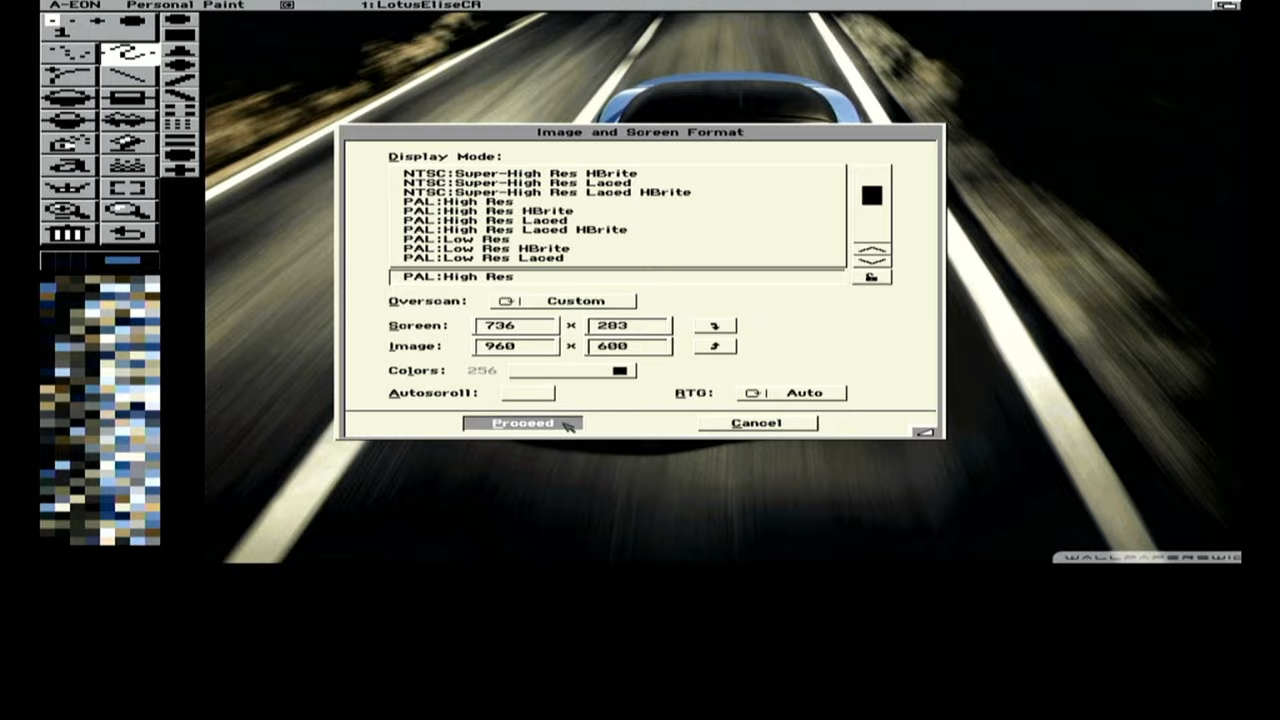 A-EON Personal Paint 1:LotusEliseCR
Image and Screen Format
Display Mode:
NTSC:Super-High Res HBrite
NTSC:Super-High Res Laced
NTSC:Super-High Res Laced HBrite
PAL:High Res
PAL:High Res HBrite
PAL:High Res Laced
PAL:High Res Laced HBrite
PAL:Low Res
PAL:Low Res HBrite
PAL:Low Res Laced
PAL:High Res
Overscan: Custom
Screen: 736 x 283
Image: 960 x 600
Colors: 256
Autoscroll: RTG: Auto
Proceed Cancel
WALLPAPERSWI